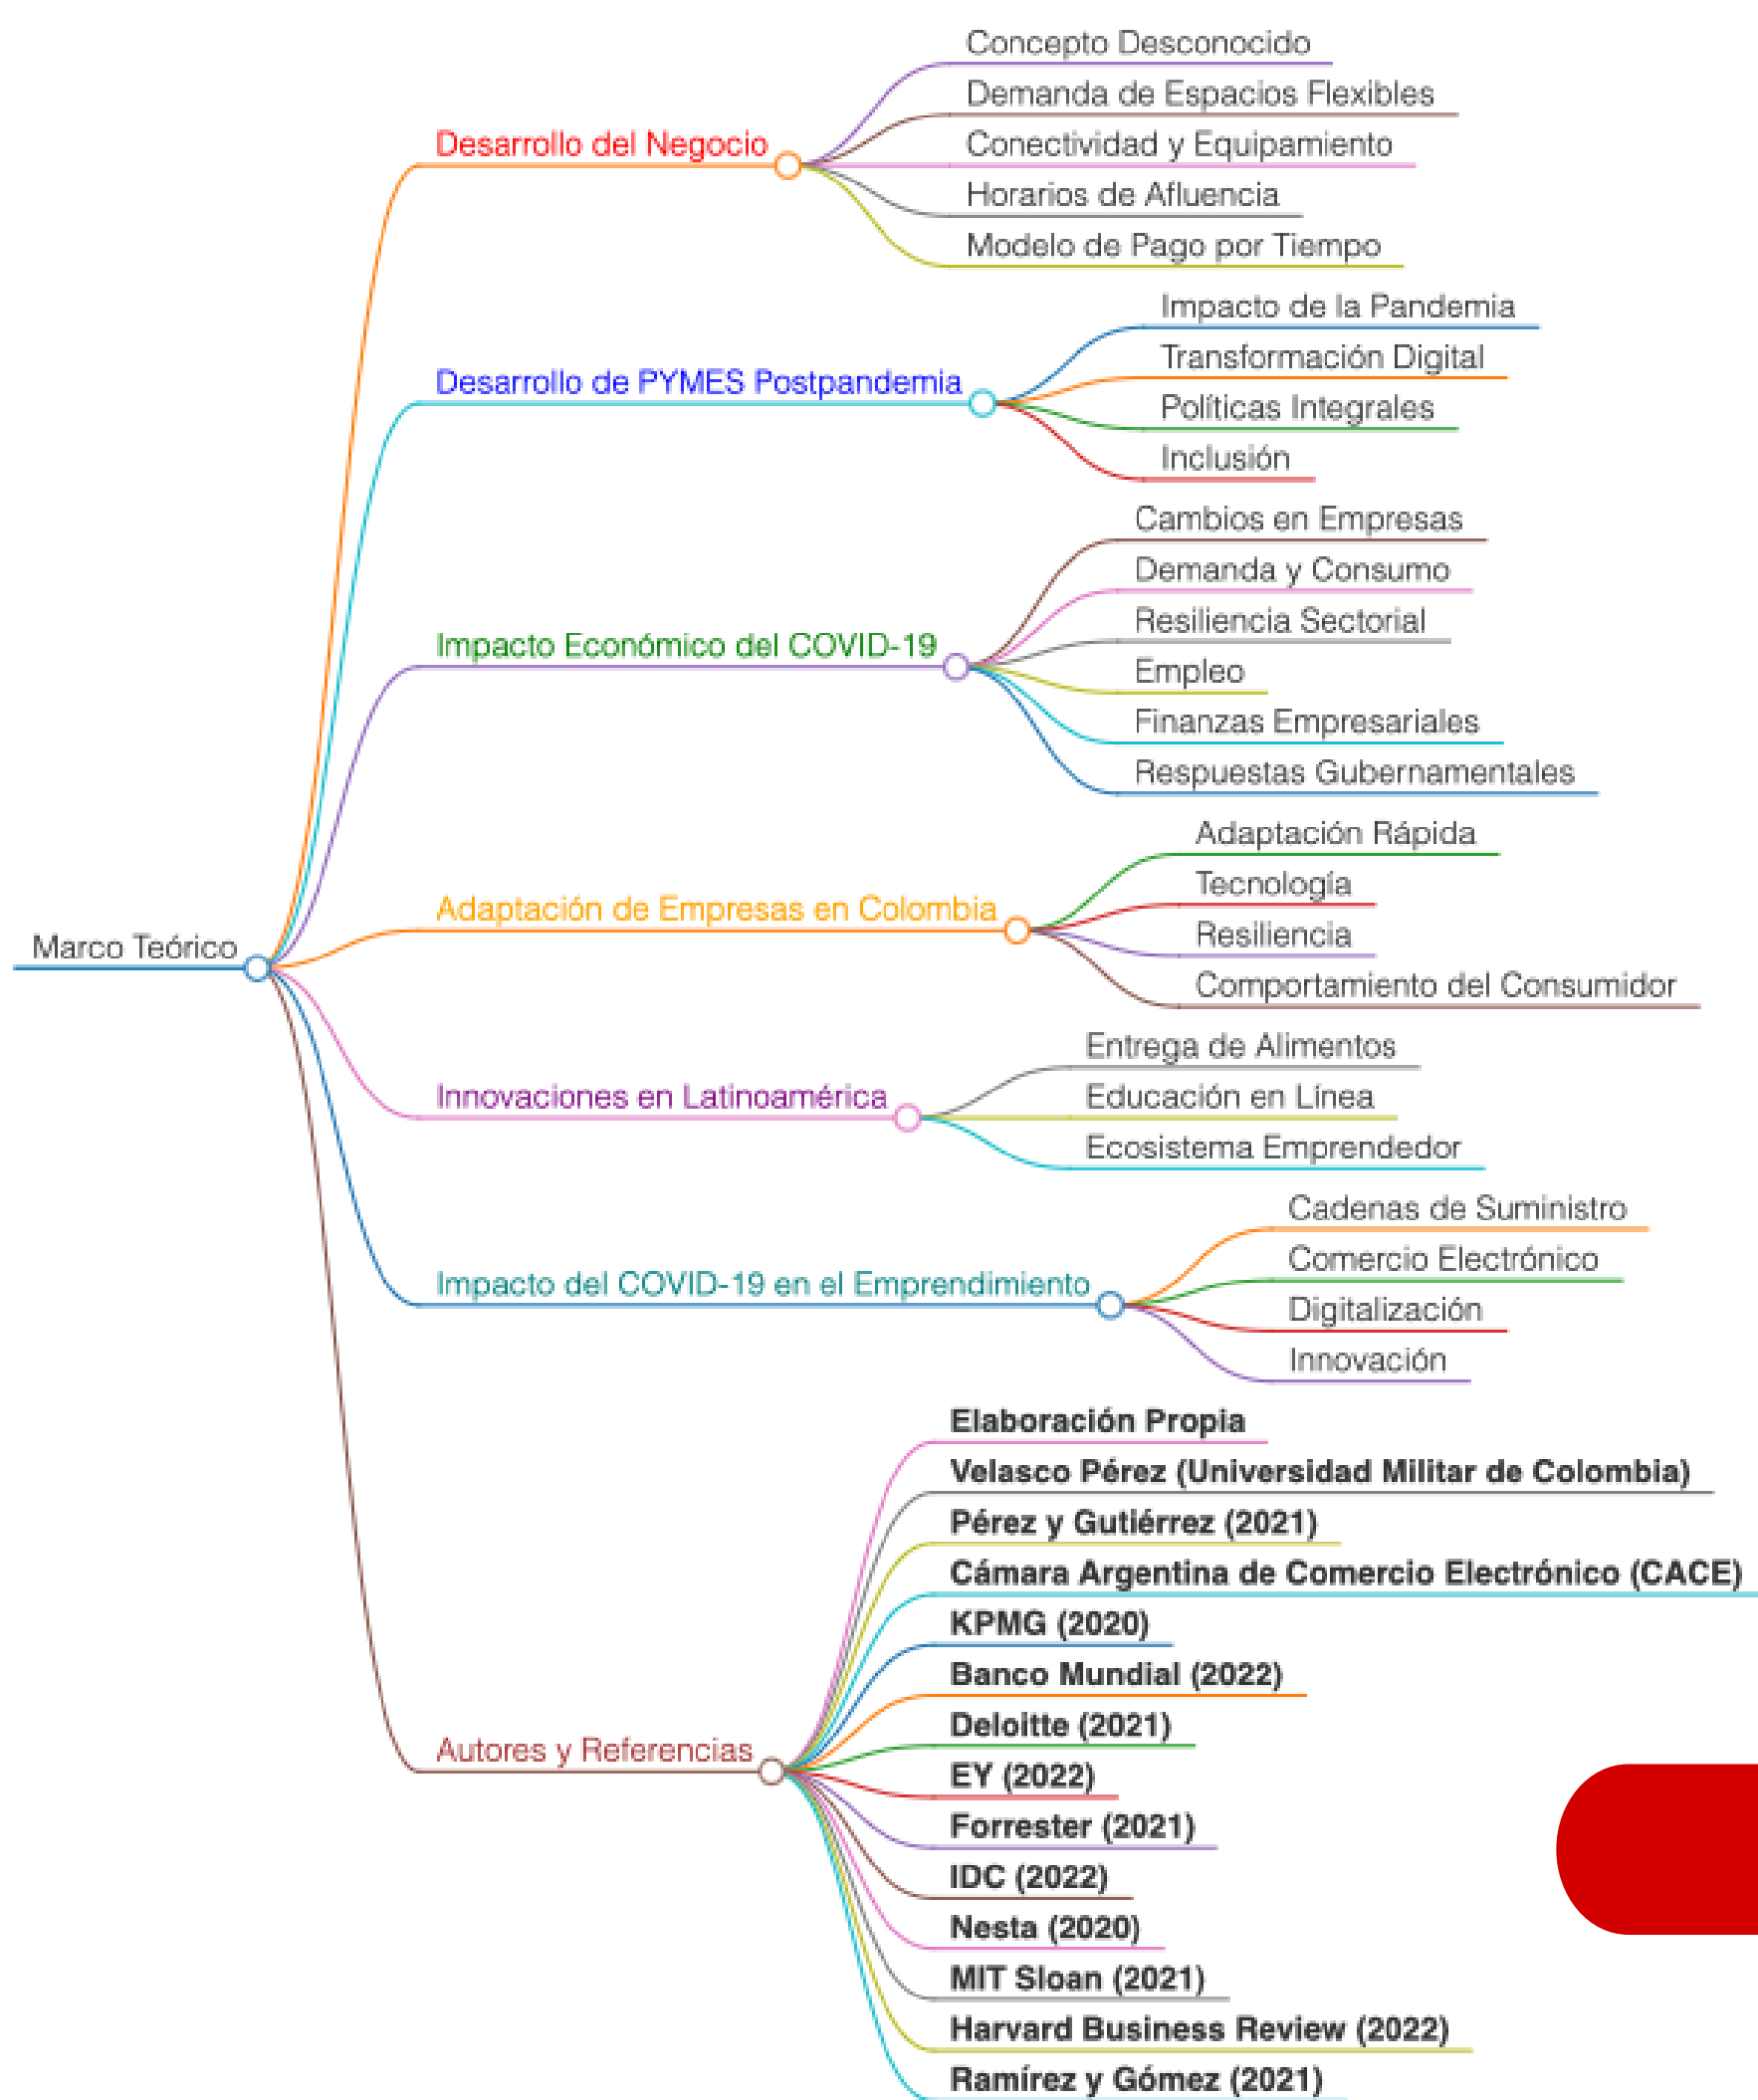 Marco Teórico
Desarrollo del Negocio
Concepto Desconocido
Demanda de Espacios Flexibles
Conectividad y Equipamiento
Horarios de Afluencia
Modelo de Pago por Tiempo
Desarrollo de PYMES Postpandemia
Impacto de la Pandemia
Transformación Digital
Políticas Integrales
Inclusión
Impacto Económico del COVID-19
Cambios en Empresas
Demanda y Consumo
Resiliencia Sectorial
Empleo
Finanzas Empresariales
Respuestas Gubernamentales
Adaptación de Empresas en Colombia
Adaptación Rápida
Tecnología
Resiliencia
Comportamiento del Consumidor
Innovaciones en Latinoamérica
Entrega de Alimentos
Educación en Línea
Ecosistema Emprendedor
Impacto del COVID-19 en el Emprendimiento
Cadenas de Suministro
Comercio Electrónico
Digitalización
Innovación
Autores y Referencias
Elaboración Propia
Velasco Pérez (Universidad Militar de Colombia)
Pérez y Gutiérrez (2021)
Cámara Argentina de Comercio Electrónico (CACE)
KPMG (2020)
Banco Mundial (2022)
Deloitte (2021)
EY (2022)
Forrester (2021)
IDC (2022)
Nesta (2020)
MIT Sloan (2021)
Harvard Business Review (2022)
Ramírez y Gómez (2021)